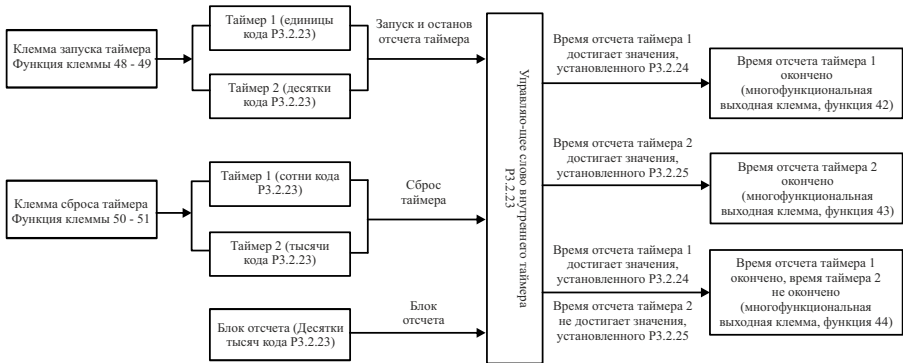 Клемма запуска таймера
Функция клеммы 48 - 49
Таймер 1 (единицы
кода P3.2.23)
Таймер 2 (десятки
кода P3.2.23)
Запуск и останов
отсчета таймера
Клемма сброса таймера
Функция клеммы 50 - 51
Таймер 1 (сотни кода
P3.2.23)
Таймер 2 (тысячи
кода P3.2.23)
Сброс
таймера
Блок отсчета (Десятки
тысяч кода P3.2.23)
Блок
отсчета
Управляю-щее слово внутреннего таймера
P3.2.23
Время отсчета таймера 1
достигает значения,
установленного P3.2.24
Время отсчета таймера 1
окончено
(многофункциональная
выходная клемма, функция 42)
Время отсчета таймера 2
достигает значения,
установленного P3.2.25
Время отсчета таймера 2
окончено
(многофункциональная
выходная клемма, функция 43)
Время отсчета таймера 1
достигает значения,
установленного P3.2.24
Время отсчета таймера 2
не достигает значения,
установленного P3.2.25
Время отсчета таймера 1
окончено, время таймера 2
не окончено
(многофункциональная
выходная клемма, функция 44)